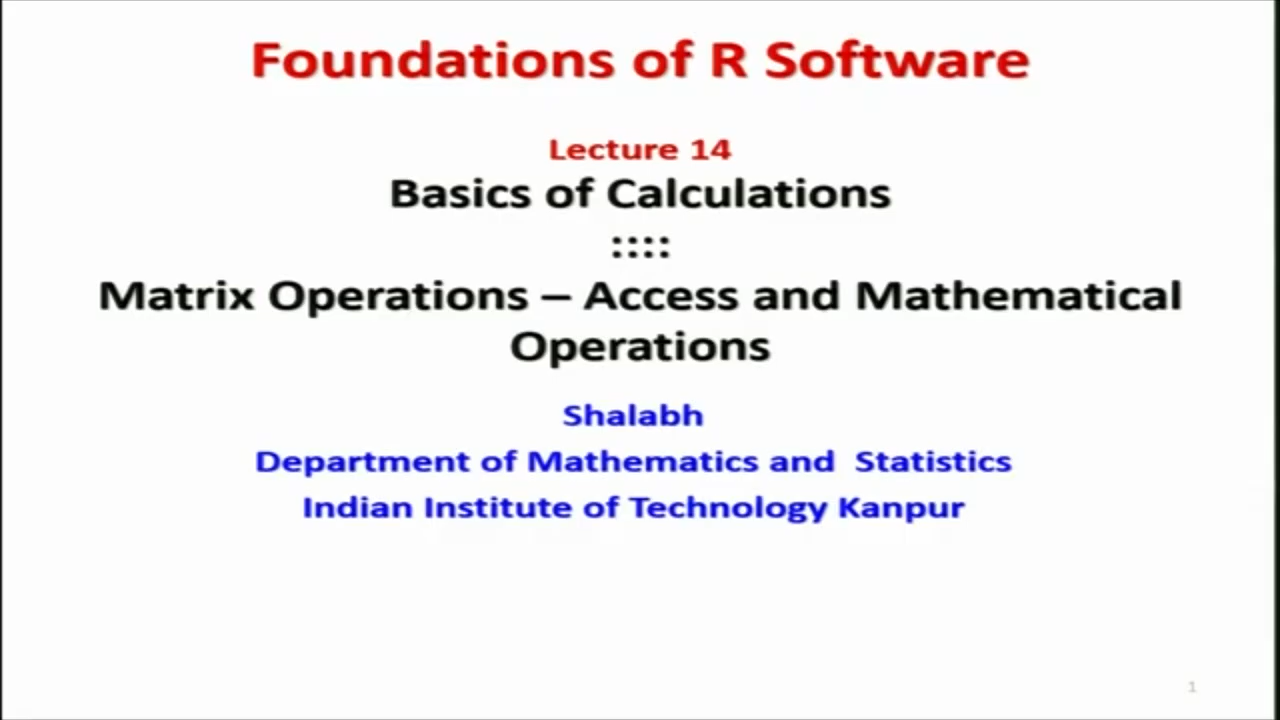 Foundations of R Software
Lecture 14
Basics of Calculations
::::
Matrix Operations – Access and Mathematical
Operations
Shalabh
Department of Mathematics and Statistics
Indian Institute of Technology Kanpur
1